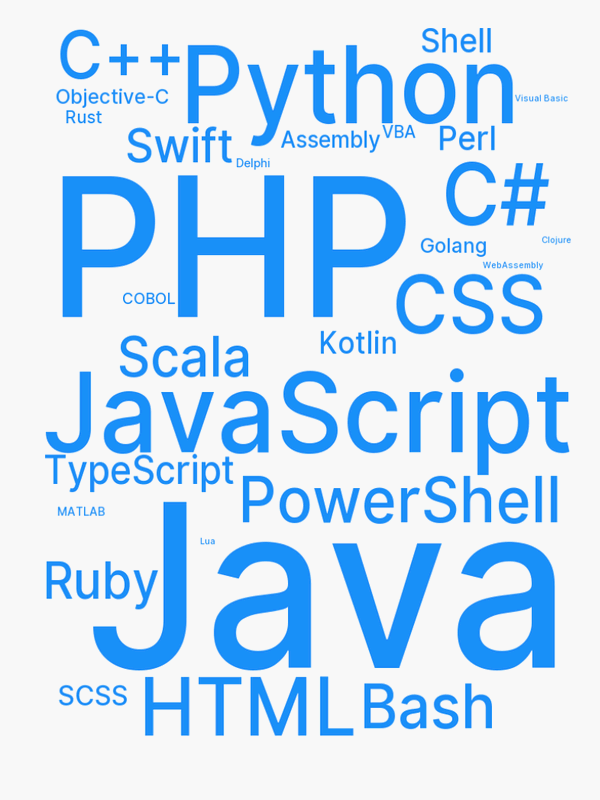 Shell
C++
Python
Objective-C
Visual Basic
Rust
Swift
Assembly
VBA
Perl
Delphi
C#
PHP
Golang
Clojure
WebAssembly
COBOL
CSS
Kotlin
Scala
JavaScript
TypeScript
PowerShell
MATLAB
Lua
Java
Ruby
SCSS
HTML
Bash